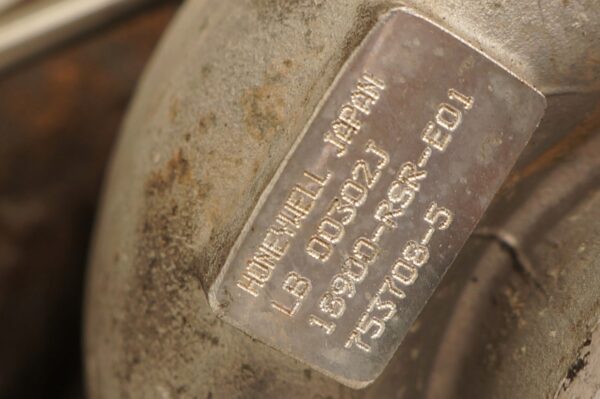 HONEYWELL JAPAN
LB 00302J
18900-RSR-E01
753708-5